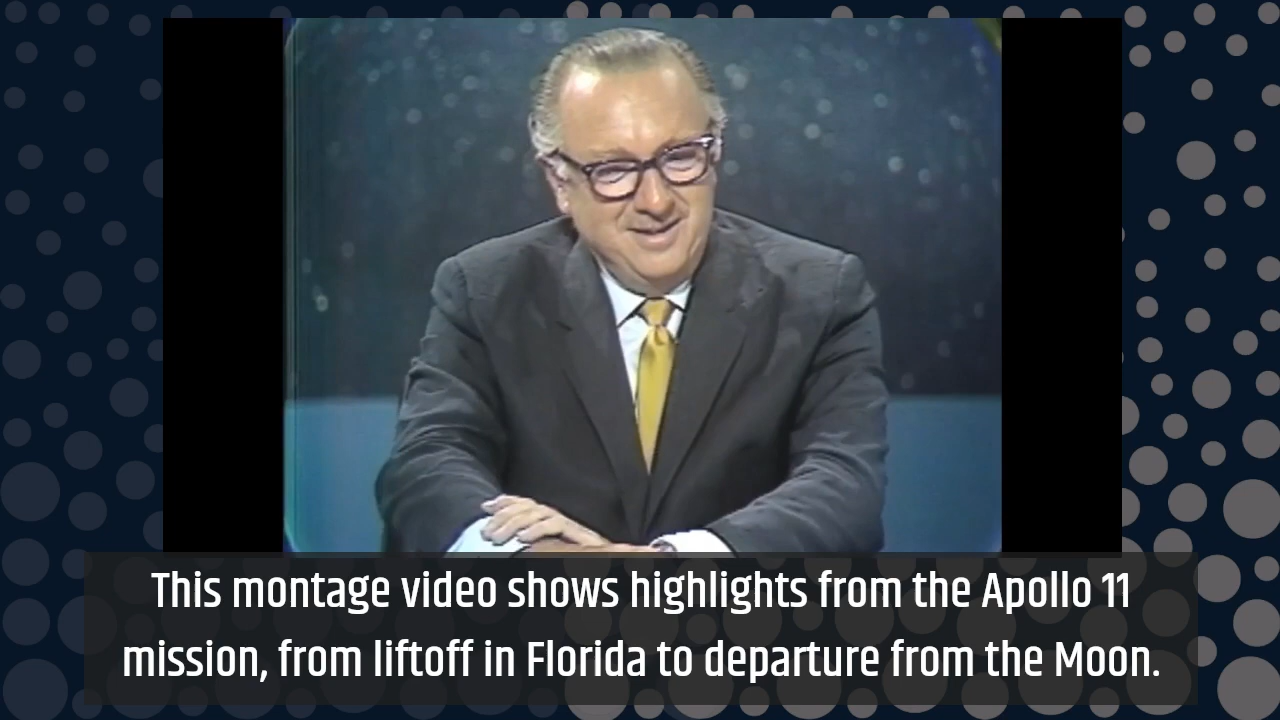 This montage video shows highlights from the Apollo 11
mission, from liftoff in Florida to departure from the Moon.